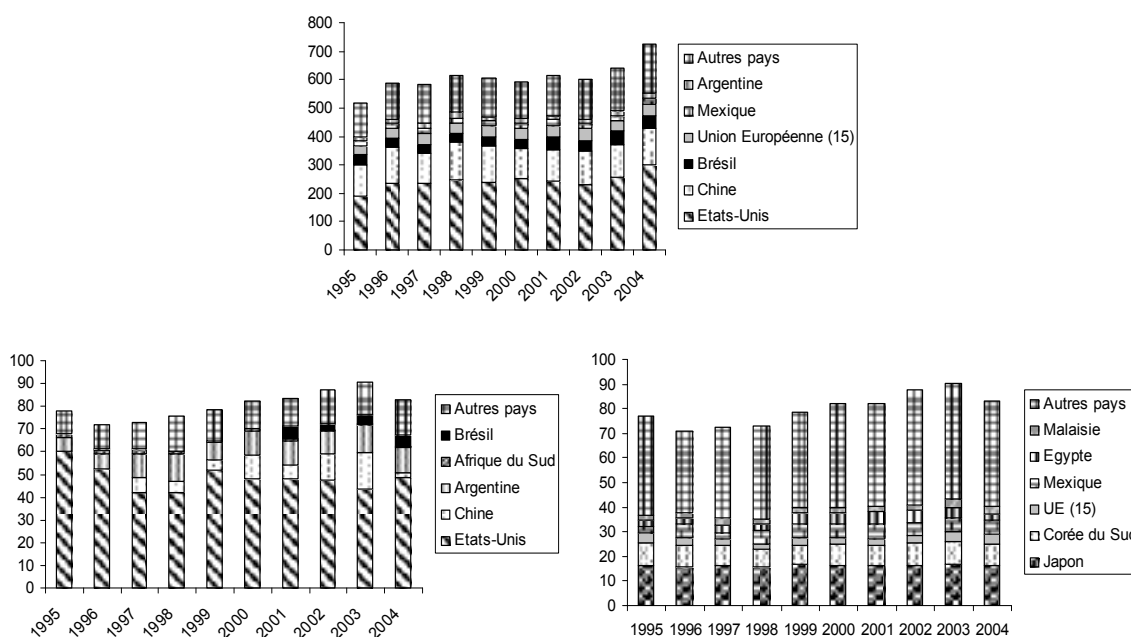 800
700
600
500
400
300
200
100
0
1995
1996
1997
1998
1999
2000
2001
2002
2003
2004
Autres pays
Argentine
Mexique
Union Européenne (15)
Brésil
Chine
Etats-Unis
100
90
80
70
60
50
40
30
20
10
0
1995
1996
1997
1998
1999
2000
2001
2002
2003
2004
Autres pays
Brésil
Afrique du Sud
Argentine
Chine
Etats-Unis
100
90
80
70
60
50
40
30
20
10
0
1995 1996 1997 1998 1999 2000 2001 2002 2003 2004
Autres pays
Malaisie
Egypte
Mexique
UE (15)
Corée du Sud
Japon